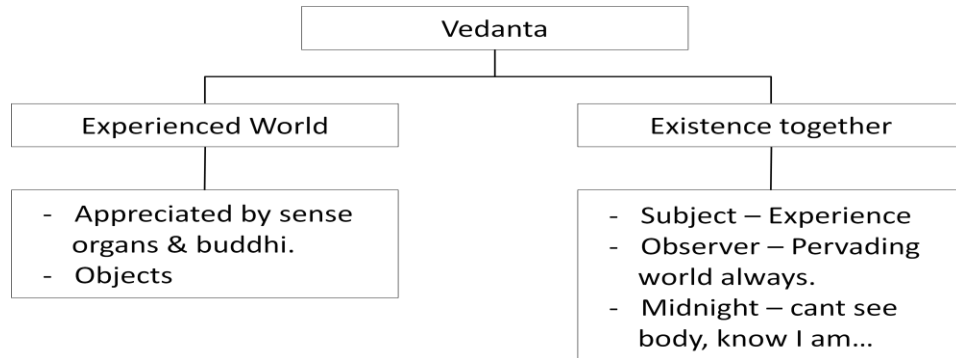 Vedanta
Experienced World
Existence together
- Appreciated by sense
organs & buddhi.
- Objects
- Subject – Experience
- Observer – Pervading
world always.
- Midnight – cant see
body, know I am...